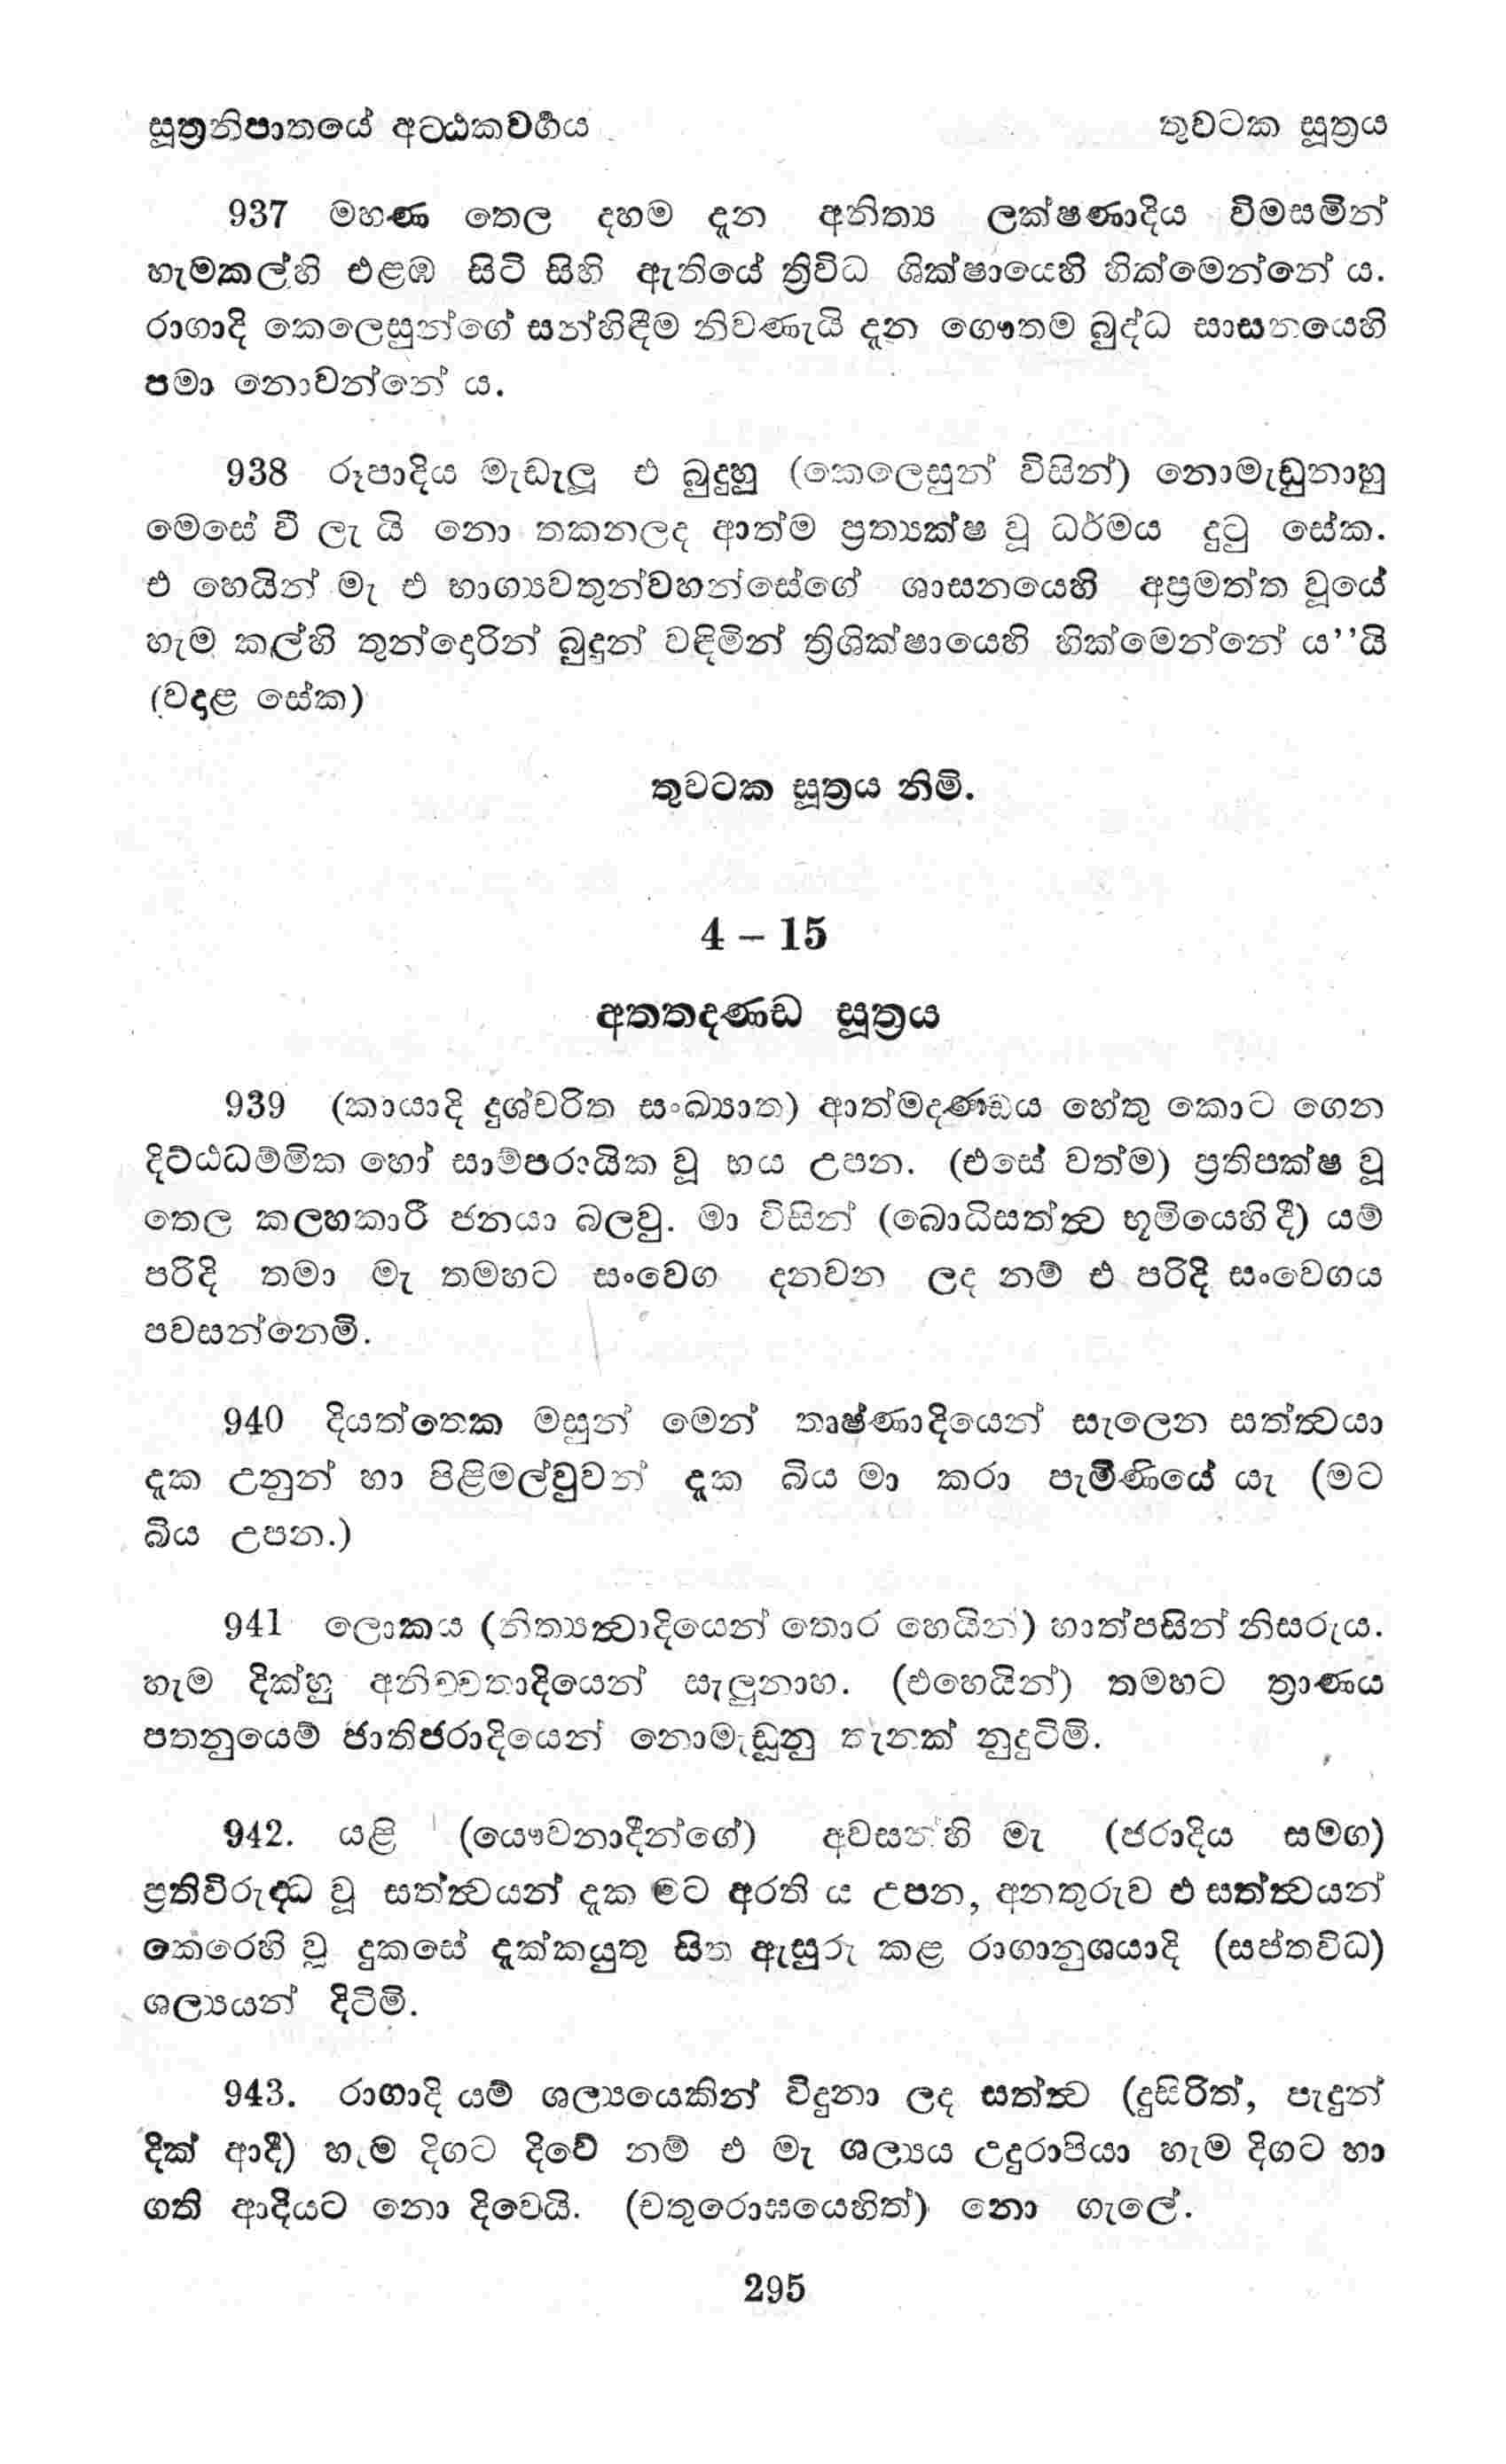 සූත්‍රනිපාතයේ අට්ඨකවර්‍ගය තුවටක සූත්‍රය
937 මහණ තෙල දහම දැන අනිත්‍ය ලක්ෂණාදිය විමසමින්
හැමකල්හි එළඹ සිටි සිහි ඇතියේ ත්‍රිවිධ ශික්ෂායෙහි හික්මෙන්නේ ය.
රාගාදි කෙලෙසුන්ගේ සන්හිඳීම නිවණැයි දැන ගෞතම බුද්ධ සාසනයෙහි
පමා නොවන්නේ ය.
938 රූපාදිය මැඩැලූ එ බුදුහු (කෙලෙසුන් විසින්) නොමැඩුනාහු
මෙසේ වී ලැ යි නො තකනලද ආත්ම ප්‍රත්‍යක්ෂ වූ ධර්මය දුටු සේක.
එ හෙයින් මැ එ භාග්‍යවතුන්වහන්සේගේ ශාසනයෙහි අප්‍රමත්ත වූයේ
හැම කල්හි තුන්දොරින් බුදුන් වඳිමින් ත්‍රිශික්ෂායෙහි හික්මෙන්නේ ය''යි
(වදාළ සේක)
තුවටක සූත්‍රය නිමි.
4 – 15
අත්තදණ්ඩ සූත්‍රය
939 (කායාදි දුශ්චරිත සංඛ්‍යාත) ආත්මදණ්ඩය හේතු කොට ගෙන
දිට්ඨධම්මික හෝ සාම්පරායික වූ භය උපන. (එසේ වත්ම) ප්‍රතිපක්ෂ වූ
තෙල කලහකාරී ජනයා බලවු. මා විසින් (බොධිසත්ත්‍ව භූමියෙහි දී) යම්
පරිදි තමා මැ තමහට සංවෙග දනවන ලද නම් එ පරිදි සංවෙගය
පවසන්නෙමි.
940 දියත්තෙක මසුන් මෙන් තෘෂ්ණාදියෙන් සැලෙන සත්ත්‍වයා
දැක උනුන් හා පිළිමල්වුවන් දැක බිය මා කරා පැමිණියේ යැ (මට
බිය උපන.)
941 ලොකය (නිත්‍යත්‍වාදියෙන් තොර හෙයින්) හාත්පසින් නිසරුය.
හැම දික්හු අනිච්චතාදියෙන් සැලුනාහ. (එහෙයින්) තමහට ත්‍රාණය
පතනුයෙම් ජාතිජරාදියෙන් නොමැඩූනු තැනක් නුදුටිමි.
942. යළි (යෞවනාදීන්ගේ) අවසන්හි මැ (ජරාදිය සමග)
ප්‍රතිවිරුද්ධ වූ සත්ත්‍වයන් දැක මට අරති ය උපන, අනතුරුව එ සත්ත්‍වයන්
කෙරෙහි වූ දුකසේ දැක්කයුතු සිත ඇසුරු කළ රාගානුශයාදි (සප්තවිධ)
ශල්‍යයන් දිටිමි.
943. රාගාදි යම් ශල්‍යයෙකින් විදුනා ලද සත්ත්‍ව (දුසිරිත්, පැදුන්
දික් ආදී) හැම දිගට දිවේ නම් එ මැ ශල්‍යය උදුරාපියා හැම දිගට හා
ගති ආදියට නො දිවෙයි. (චතුරොඝයෙහිත්) නො ගැලේ.
295